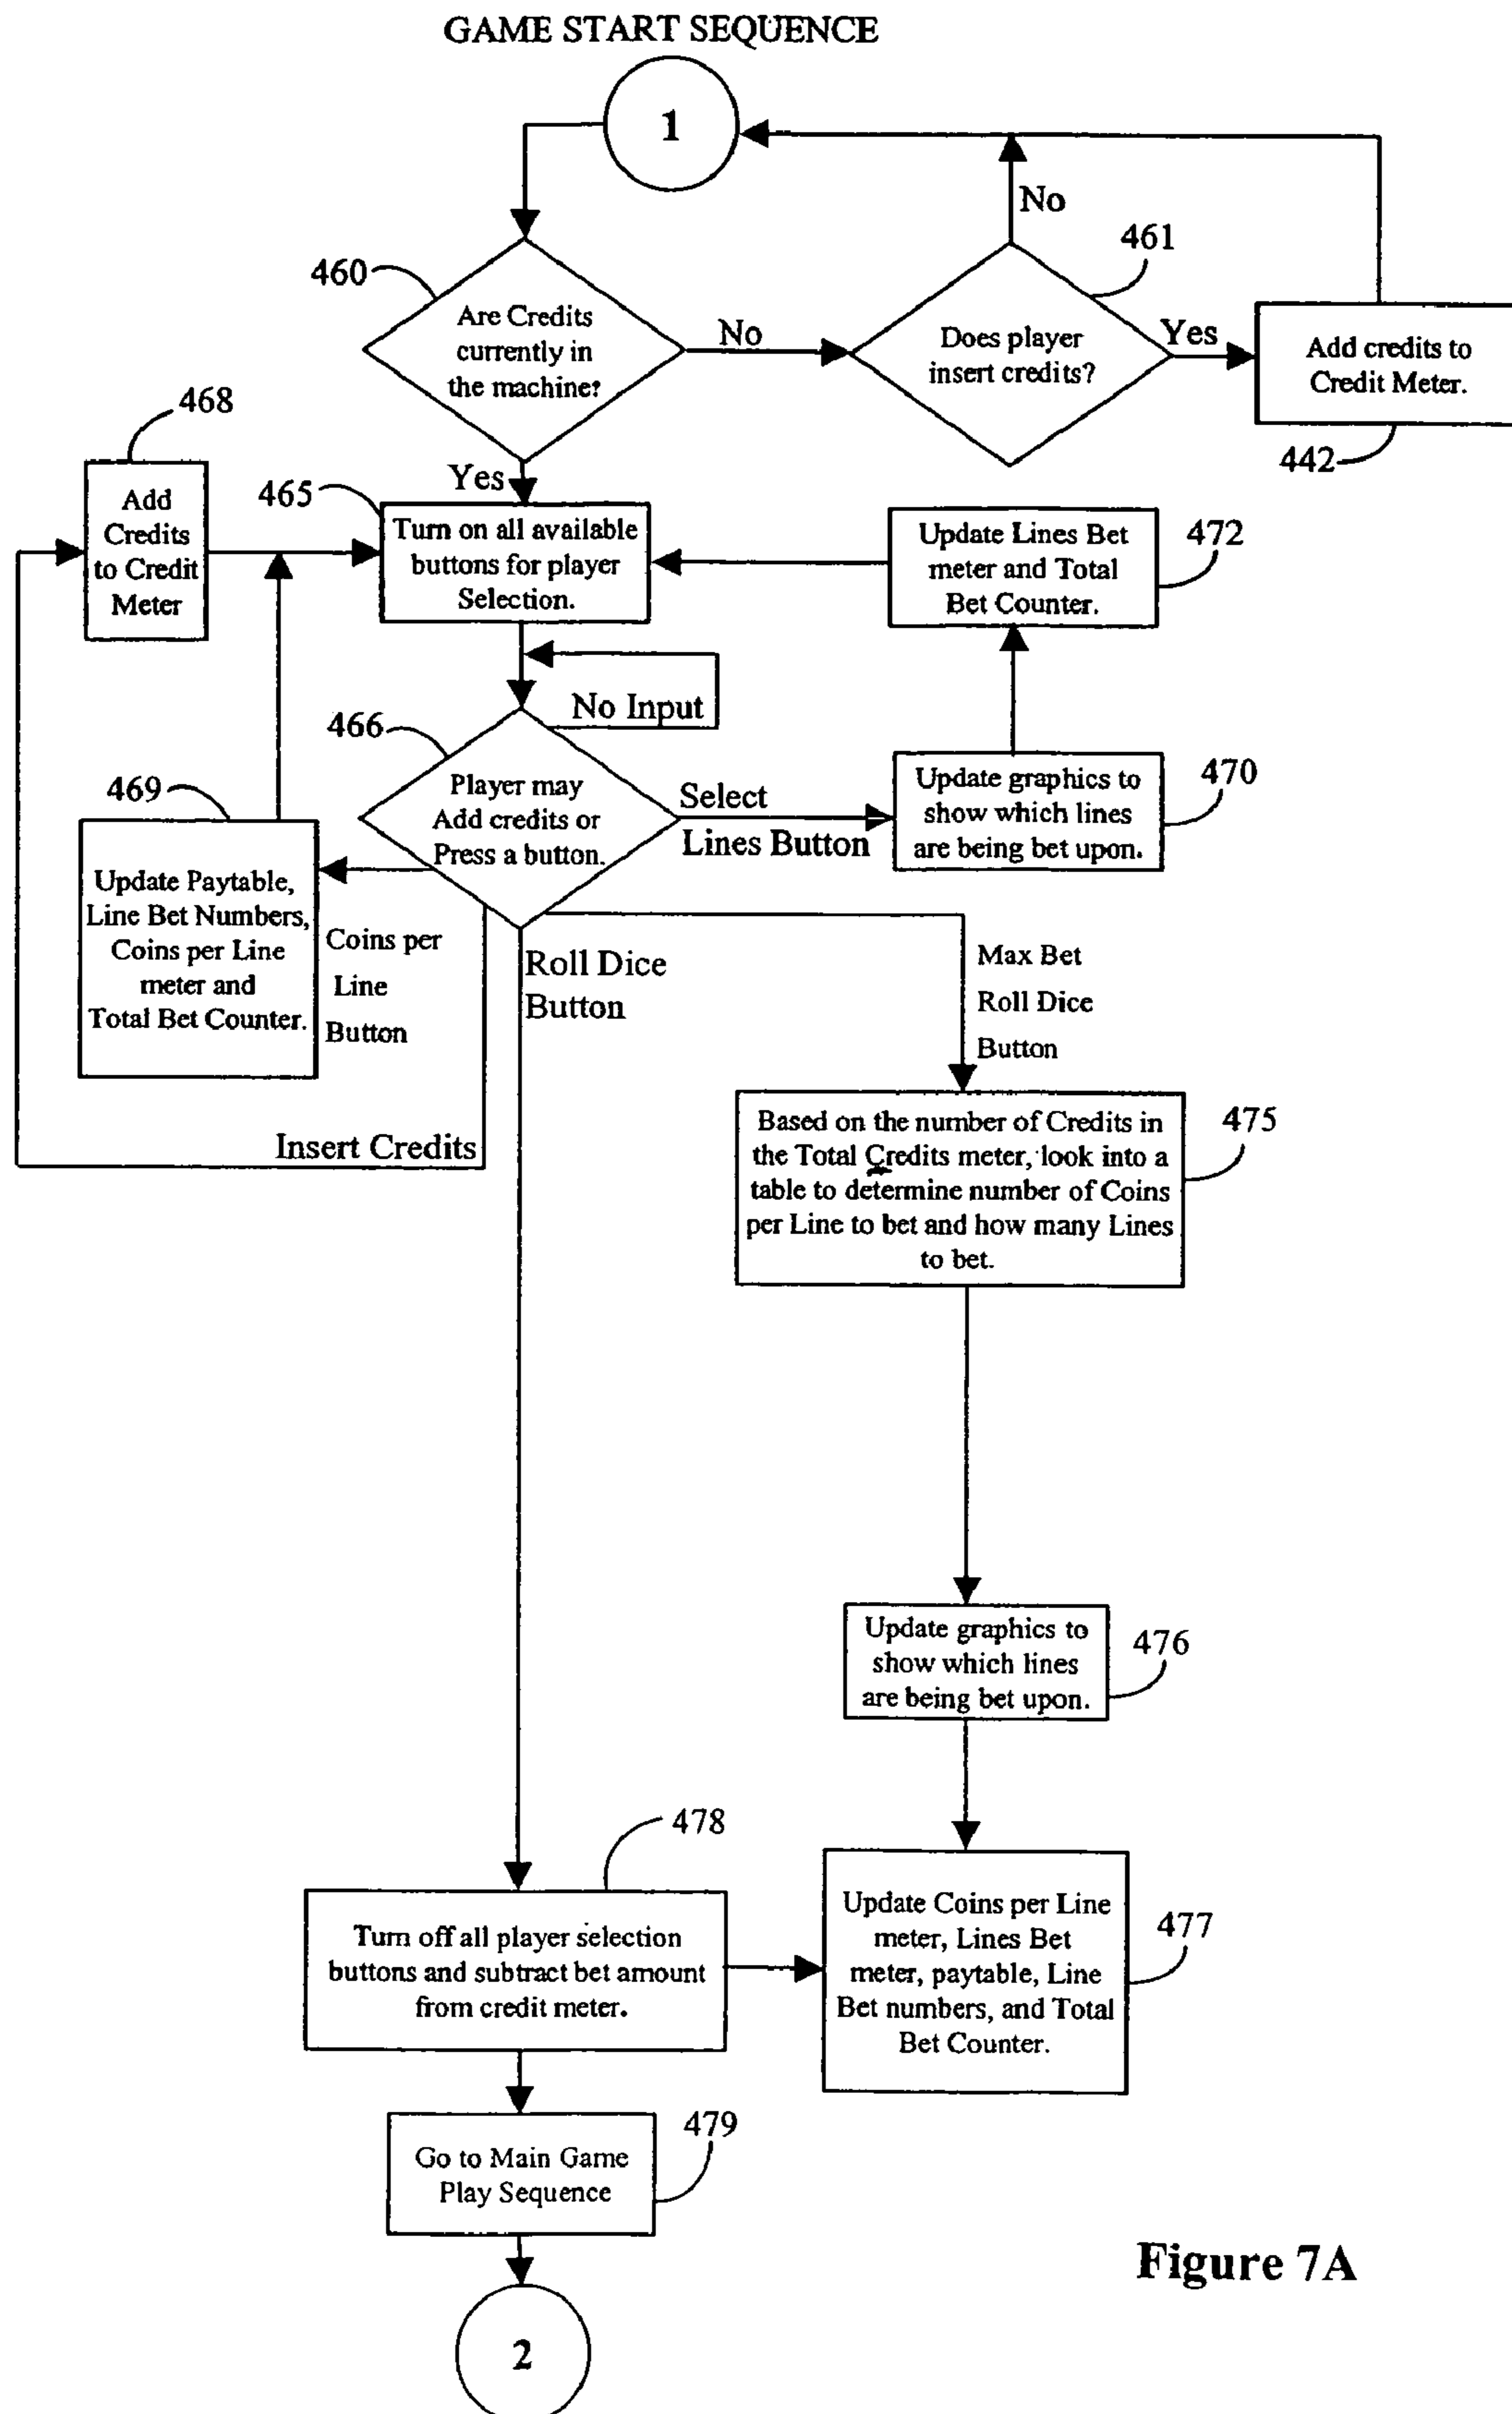 GAME START SEQUENCE
1
No
461
460
Are Credits
currently in
the machine?
No
Does player
insert credits?
Yes
Add credits to
Credit Meter.
442
468
Add
Credits
to Credit
Meter
Yes
465
Turn on all available
buttons for player
Selection.
Update Lines Bet
meter and Total
Bet Counter.
472
No Input
466
Player may
Add credits or
Press a button.
Select
Lines Button
Update graphics to
show which lines
are being bet upon.
470
469
Update Paytable,
Line Bet Numbers,
Coins per Line
meter and
Total Bet Counter.
Coins per
Line
Button
Roll Dice
Button
Max Bet
Roll Dice
Button
Insert Credits
Based on the number of Credits in
the Total Credits meter, look into a
table to determine number of Coins
per Line to bet and how many Lines
to bet.
475
Update graphics to
show which lines
are being bet upon.
476
478
Turn off all player selection
buttons and subtract bet amount
from credit meter.
Update Coins per Line
meter, Lines Bet
meter, paytable, Line
Bet numbers, and Total
Bet Counter.
477
Go to Main Game
Play Sequence
479
2
Figure 7A